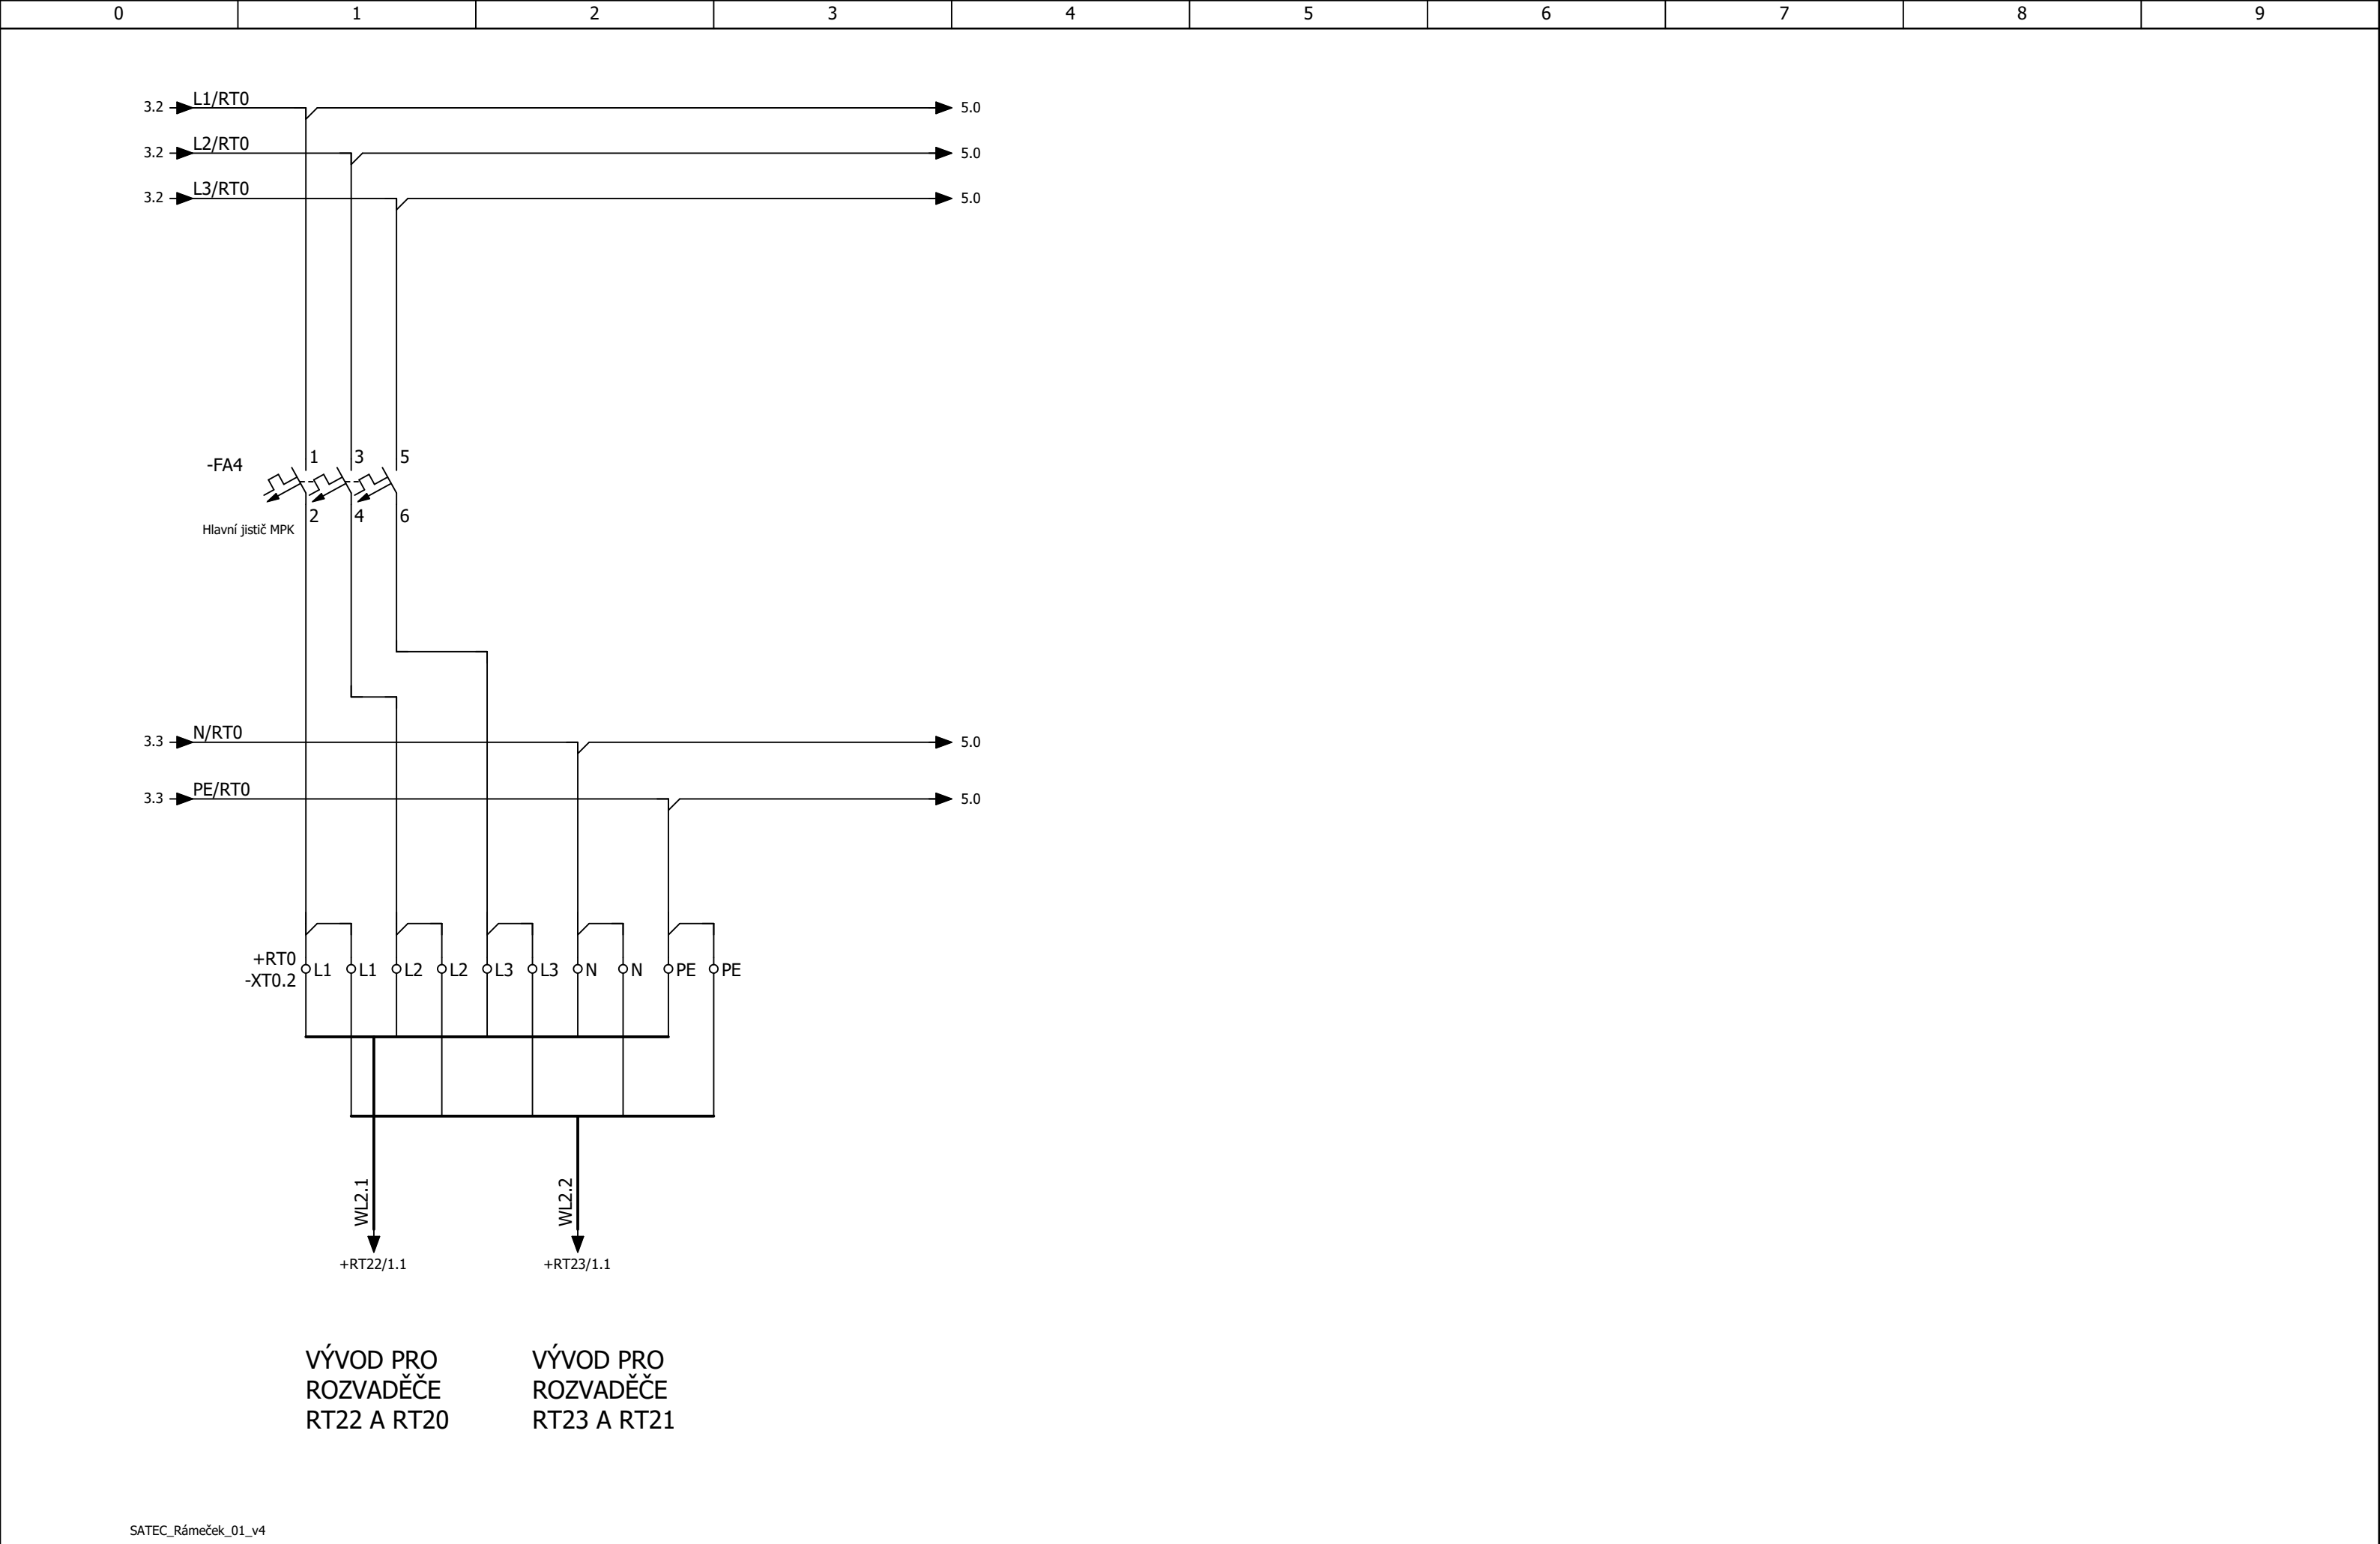 0 1 2 3 4 5 6 7 8 9
3.2 L1/RT0 5.0
3.2 L2/RT0 5.0
3.2 L3/RT0 5.0
-FA4 1 3 5
2 4 6
Hlavní jistič MPK
3.3 N/RT0 5.0
3.3 PE/RT0 5.0
+RT0
-XT0.2
L1 L1 L2 L2 L3 L3 N N PE PE
WL2.1 WL2.2
+RT22/1.1 +RT23/1.1
VÝVOD PRO
ROZVADĚČE
RT22 A RT20
VÝVOD PRO
ROZVADĚČE
RT23 A RT21
SATEC_Rámeček_01_v4